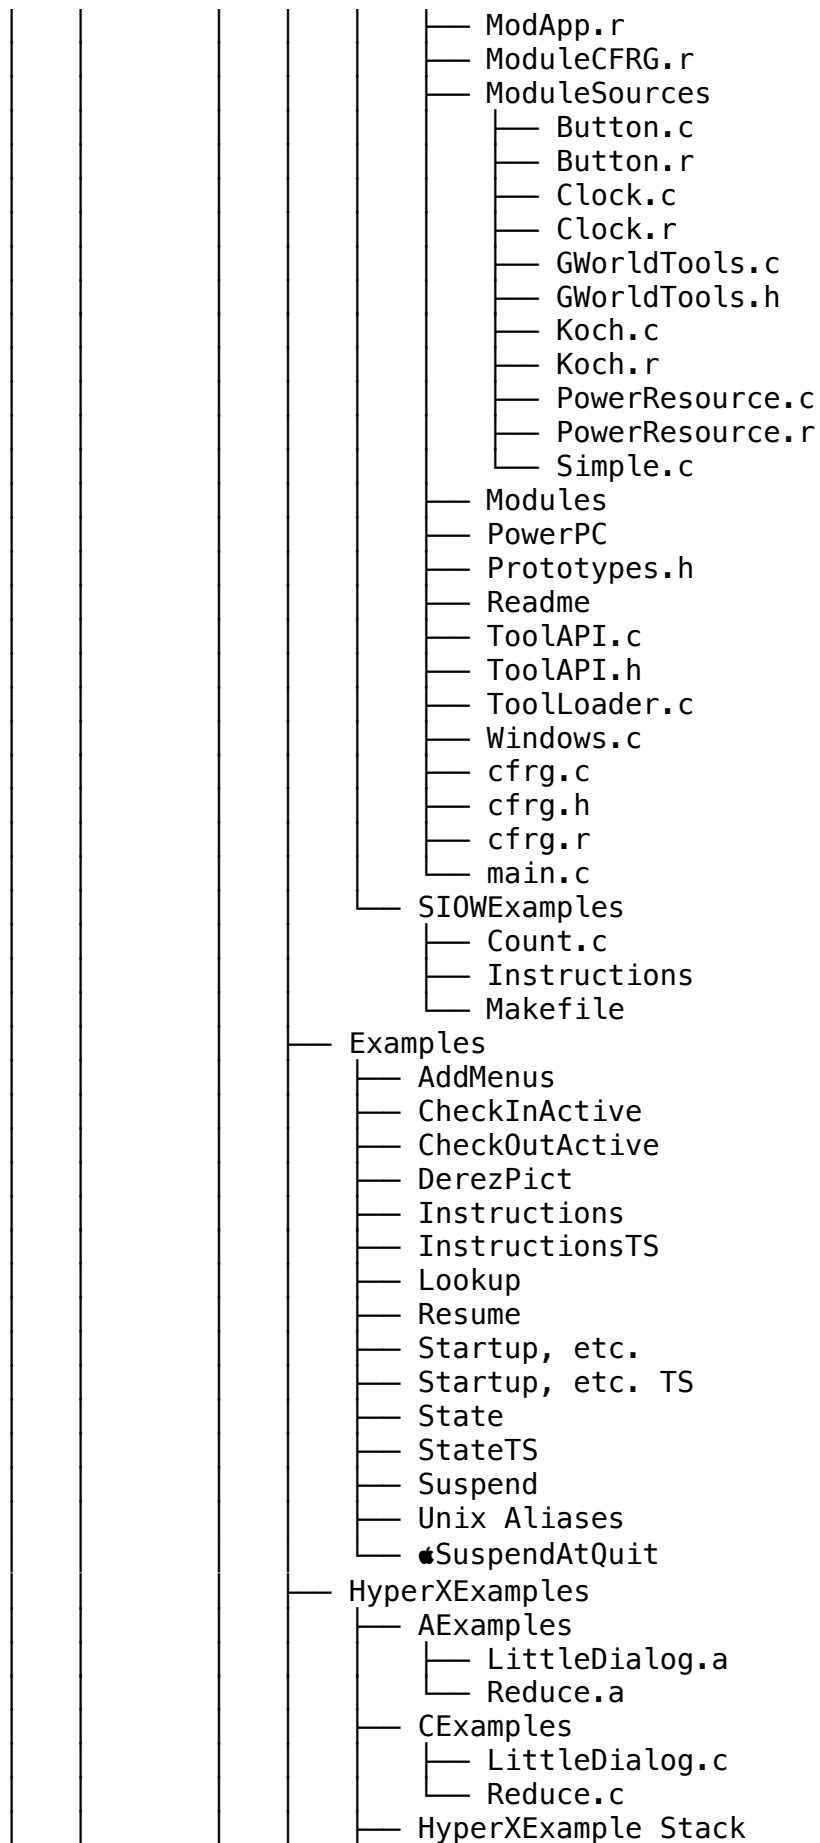 ModApp.r
ModuleCFRG.r
ModuleSources
Button.c
Button.r
Clock.c
Clock.r
GWorldTools.c
GWorldTools.h
Koch.c
Koch.r
PowerResource.c
PowerResource.r
Simple.c
Modules
PowerPC
Prototypes.h
Readme
ToolAPI.c
ToolAPI.h
ToolLoader.c
Windows.c
cfrg.c
cfrg.h
cfrg.r
main.c
SIOWExamples
Count.c
Instructions
Makefile
Examples
AddMenus
CheckInActive
CheckOutActive
DerezPict
Instructions
InstructionsTS
Lookup
Resume
Startup, etc.
Startup, etc. TS
State
StateTS
Suspend
Unix Aliases
SuspendAtQuit
HyperXExamples
AExamples
LittleDialog.a
Reduce.a
CExamples
LittleDialog.c
Reduce.c
HyperXExample Stack